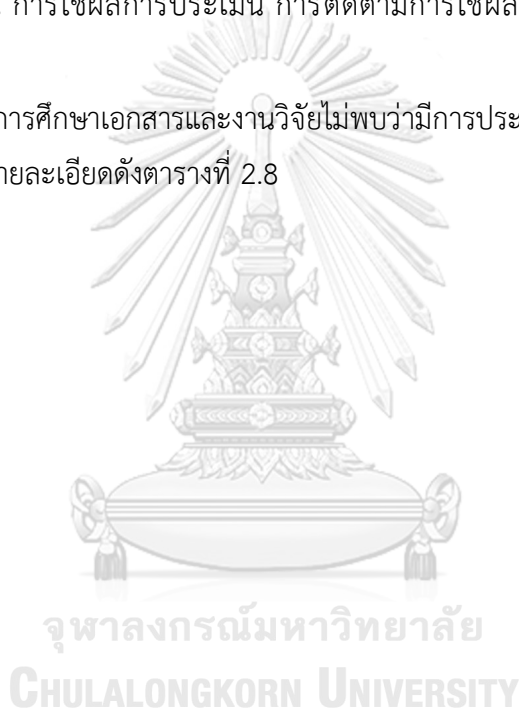 การใช้ผลการประเมิน การติดตามการใช้ผล
การศึกษาเอกสารและงานวิจัยไม่พบว่ามีการประ
ายละเอียดดังตารางที่ 2.8
จุฬาลงกรณ์มหาวิทยาลัย
CHULALONGKORN UNIVERSITY